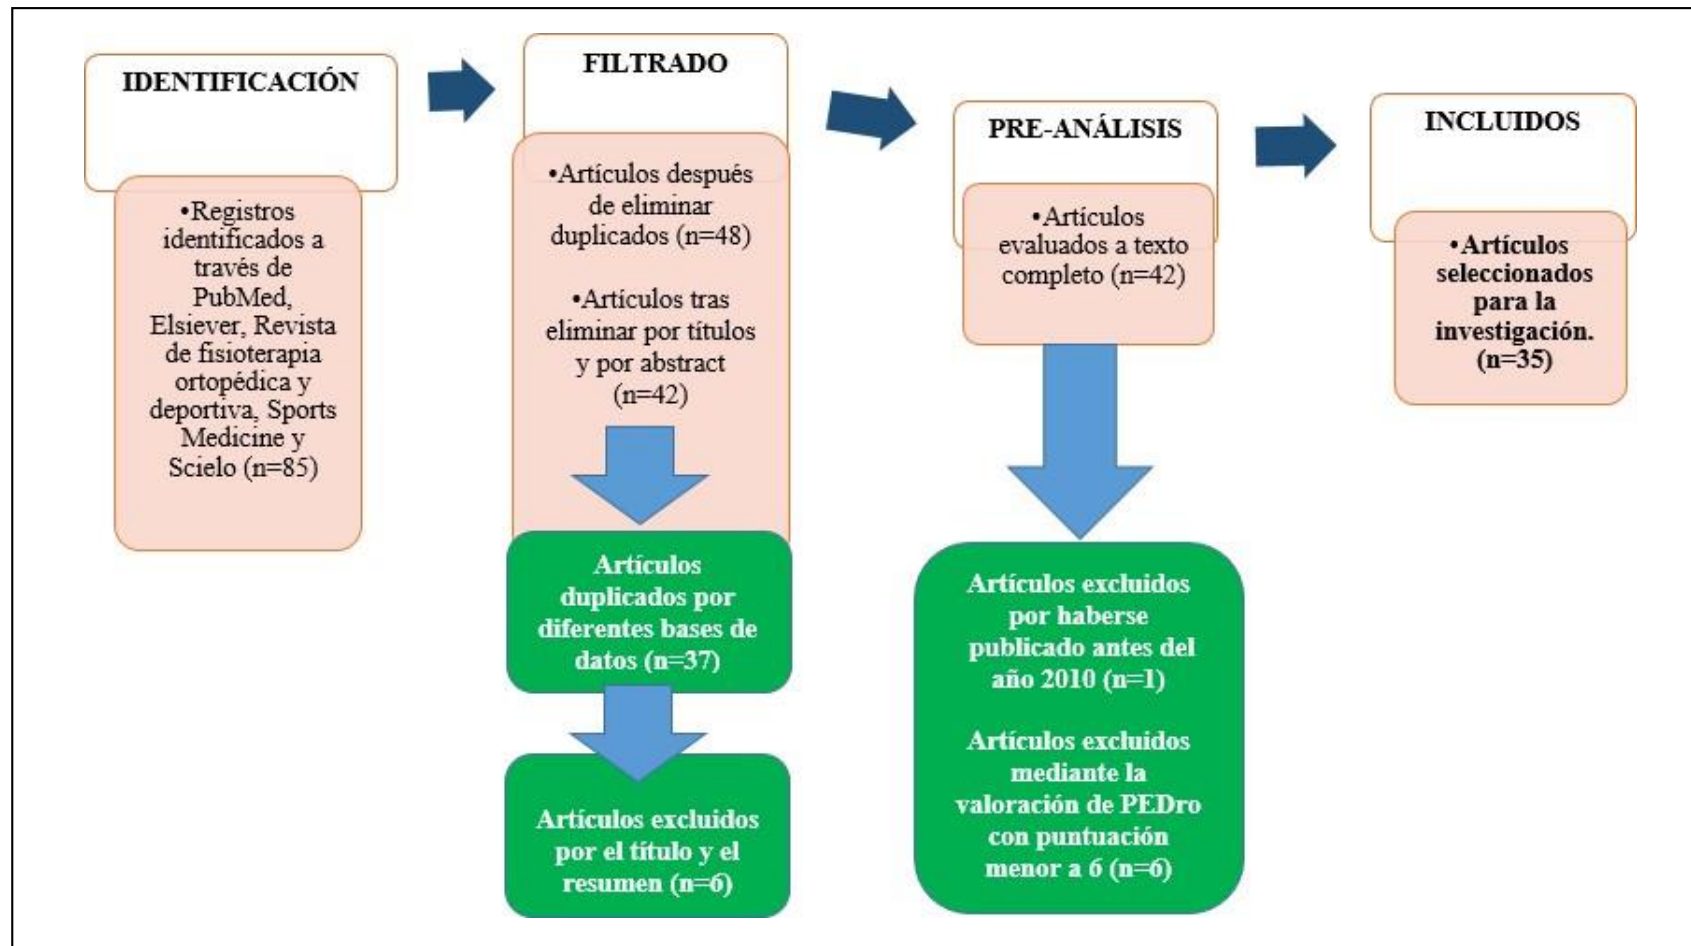 IDENTIFICACIÓN
•Registros
identificados a
través de
PubMed,
Elsiever, Revista
de fisioterapia
ortopédica y
deportiva, Sports
Medicine y
Scielo (n=85)
FILTRADO
•Artículos después
de eliminar
duplicados (n=48)
•Artículos tras
eliminar por títulos
y por abstract
(n=42)
Artículos
duplicados por
diferentes bases de
datos (n=37)
Artículos excluidos
por el título y el
resumen (n=6)
PRE-ANÁLISIS
•Artículos
evaluados a texto
completo (n=42)
Artículos excluidos
por haberse
publicado antes del
año 2010 (n=1)
Artículos excluidos
mediante la
valoración de PEDro
con puntuación
menor a 6 (n=6)
INCLUIDOS
•Artículos
seleccionados
para la
investigación.
(n=35)